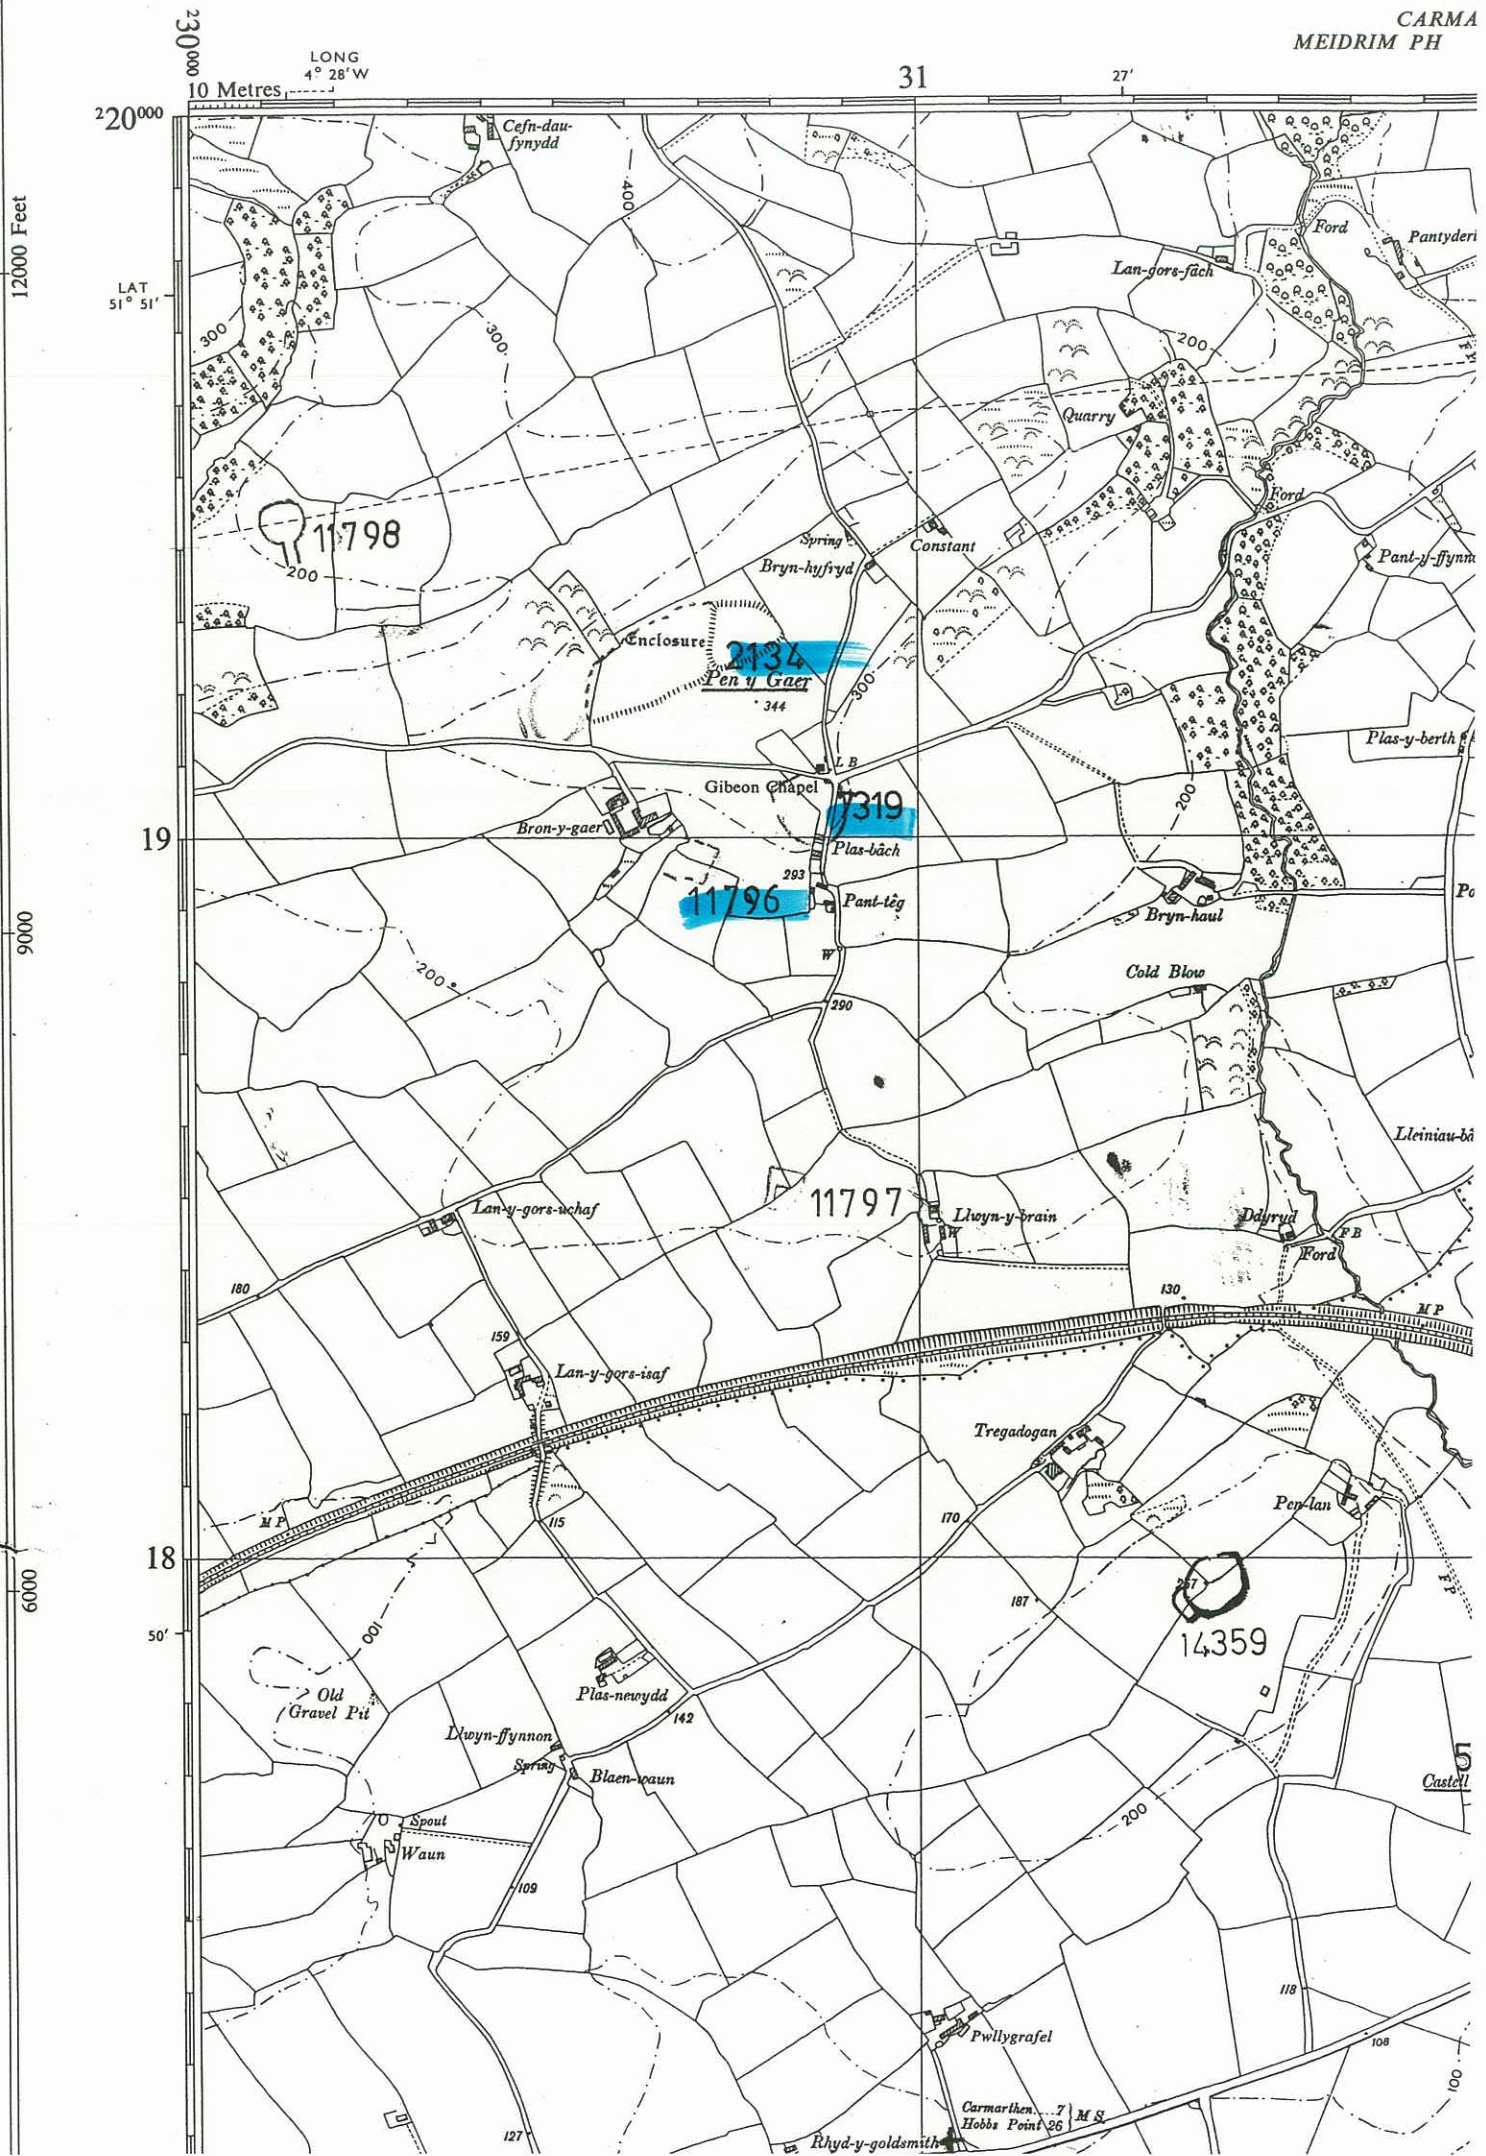 CARMA
MEIDRIM PH
²30⁰⁰⁰
LONG
4° 28'W
31
27'
10 Metres
²20⁰⁰⁰
Cefn-dau-
fynydd
400
12000 Feet
Ford
Pantyderi
Lan-gors-fâch
LAT
51° 51'
300
300
200
Quarry
Ford
11798
Spring
Constant
Bryn-hyfryd
Pant-y-ffynn
200
Enclosure
2134
Pen y Gaer
300
344
Plas-y-berth
L B
Gibeon Chapel
7319
200
Bron-y-gaer
19
Plas-bâch
293
11796
Pant-têg
Po
Bryn-haul
9000
W
Cold Blow
200
290
Lleiniau-bâ
11797
Lan-y-gors-uchaf
Llwyn-y-brain
W
Ddyryd
F B
Ford
180
130
M P
159
Lan-y-gors-isaf
Tregadogan
Pen-lan
M P
115
170
18
257
6000
187
F P
100
50'
14359
Old
Gravel Pit
Plas-newydd
142
Llwyn-ffynnon
Spring
Blaen-waun
5
Castell
200
Spout
Waun
109
118
Pwllygrafel
108
100
Carmarthen 7
Hobbs Point 26
M S
127
Rhyd-y-goldsmith